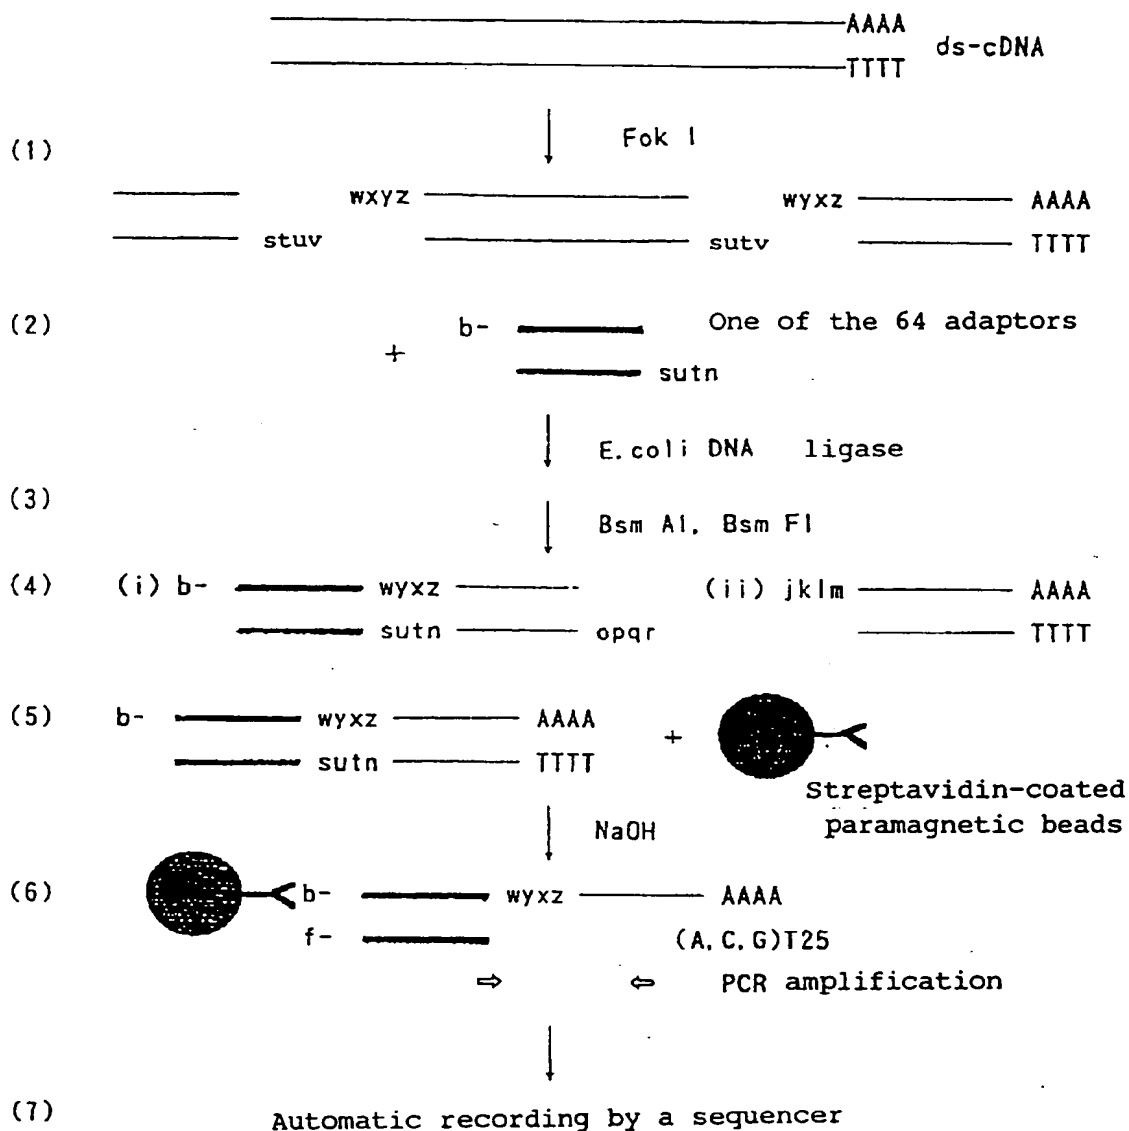 AAAA
ds-cDNA
TTTT
(1)
Fok I
wxyz wyxz AAAA
stuv sutv TTTT
(2) b- One of the 64 adaptors
+
sutn
E.coli DNA ligase
(3)
Bsm AI, Bsm FI
(4) (i) b- wyxz (ii) jklm AAAA
sutn opqr TTTT
(5) b- wyxz AAAA +
sutn TTTT
Streptavidin-coated
paramagnetic beads
NaOH
(6) b- wyxz AAAA
f- (A,C,G)T25
⇨ ⇦ PCR amplification
(7) Automatic recording by a sequencer